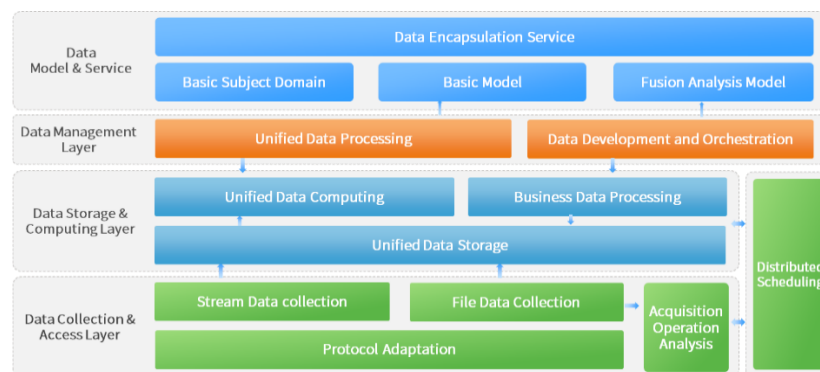 Data Encapsulation Service
Data
Model & Service
Basic Subject Domain
Basic Model
Fusion Analysis Model
Data Management
Layer
Unified Data Processing
Data Development and Orchestration
Data Storage &
Computing Layer
Unified Data Computing
Business Data Processing
Unified Data Storage
Distributed
Scheduling
Data Collection &
Access Layer
Stream Data collection
File Data Collection
Acquisition
Operation
Analysis
Protocol Adaptation